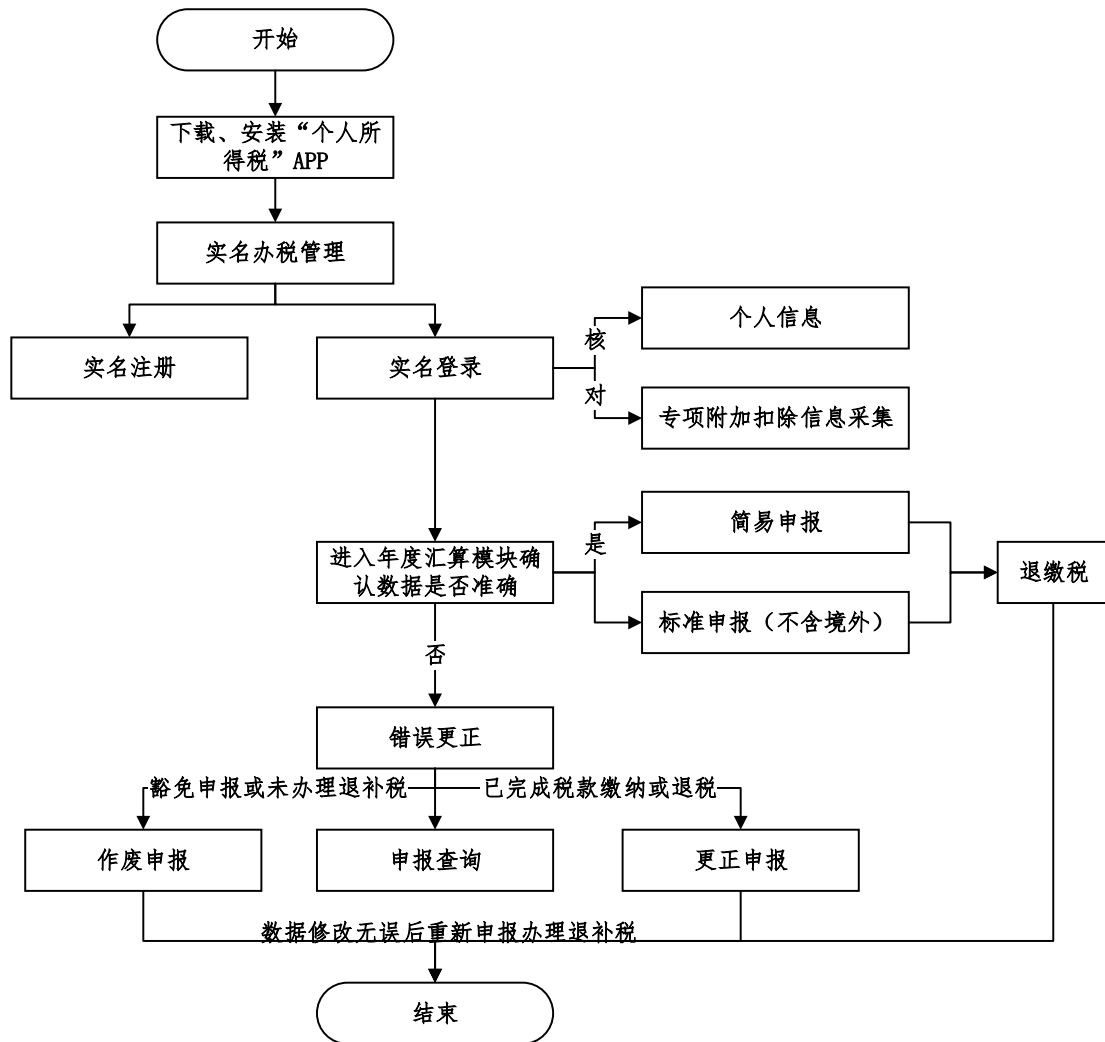 开始
下载、安装“个人所
得税”APP
实名办税管理
实名注册
实名登录
核
对
个人信息
专项附加扣除信息采集
进入年度汇算模块确
认数据是否准确
是
简易申报
标准申报（不含境外）
退缴税
否
错误更正
豁免申报或未办理退补税
已完成税款缴纳或退税
作废申报
申报查询
更正申报
数据修改无误后重新申报办理退补税
结束